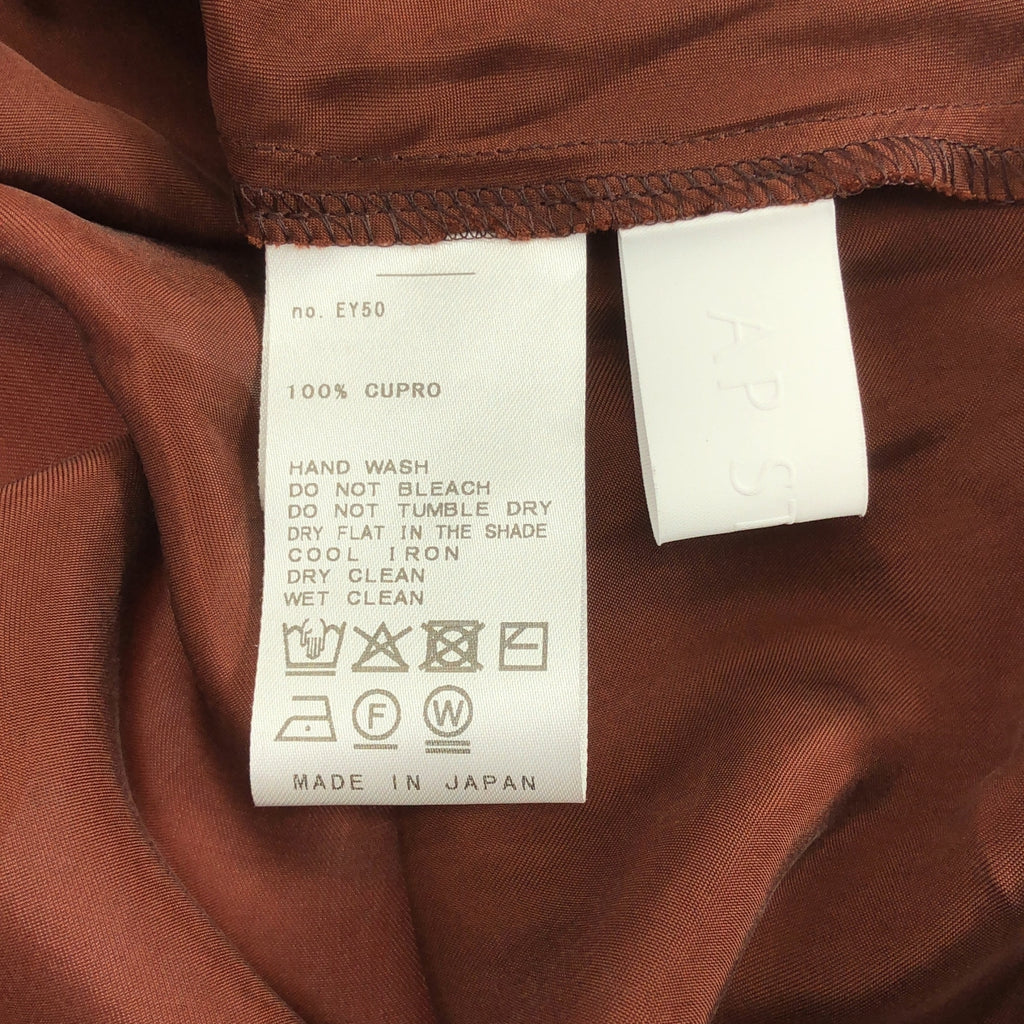 no. EY50
100% CUPRO
HAND WASH
DO NOT BLEACH
DO NOT TUMBLE DRY
DRY FLAT IN THE SHADE
COOL IRON
DRY CLEAN
WET CLEAN
F W
MADE IN JAPAN
AP ST